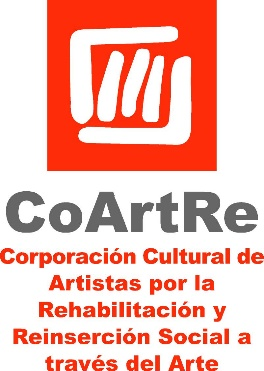 CoArtRe
Corporación Cultural de
Artistas por la
Rehabilitación y
Reinserción Social a
través del Arte